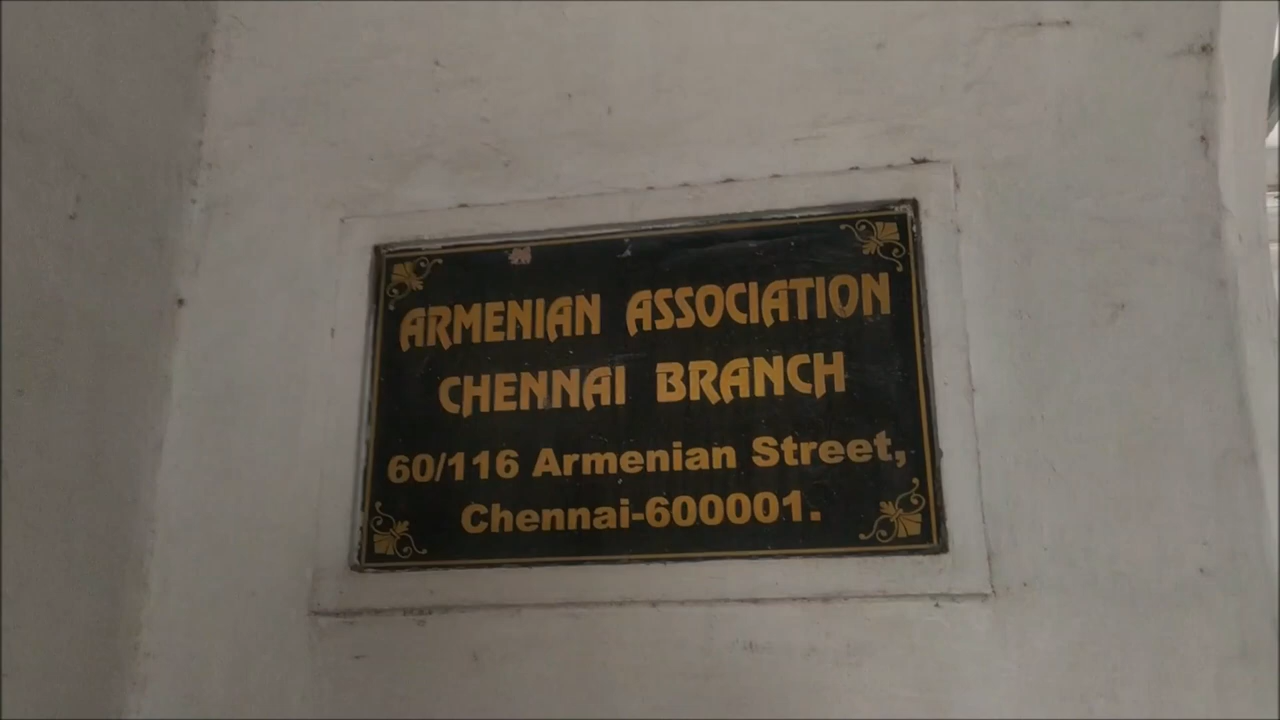 ARMENIAN ASSOCIATION
CHENNAI BRANCH
60/116 Armenian Street,
Chennai-600001.